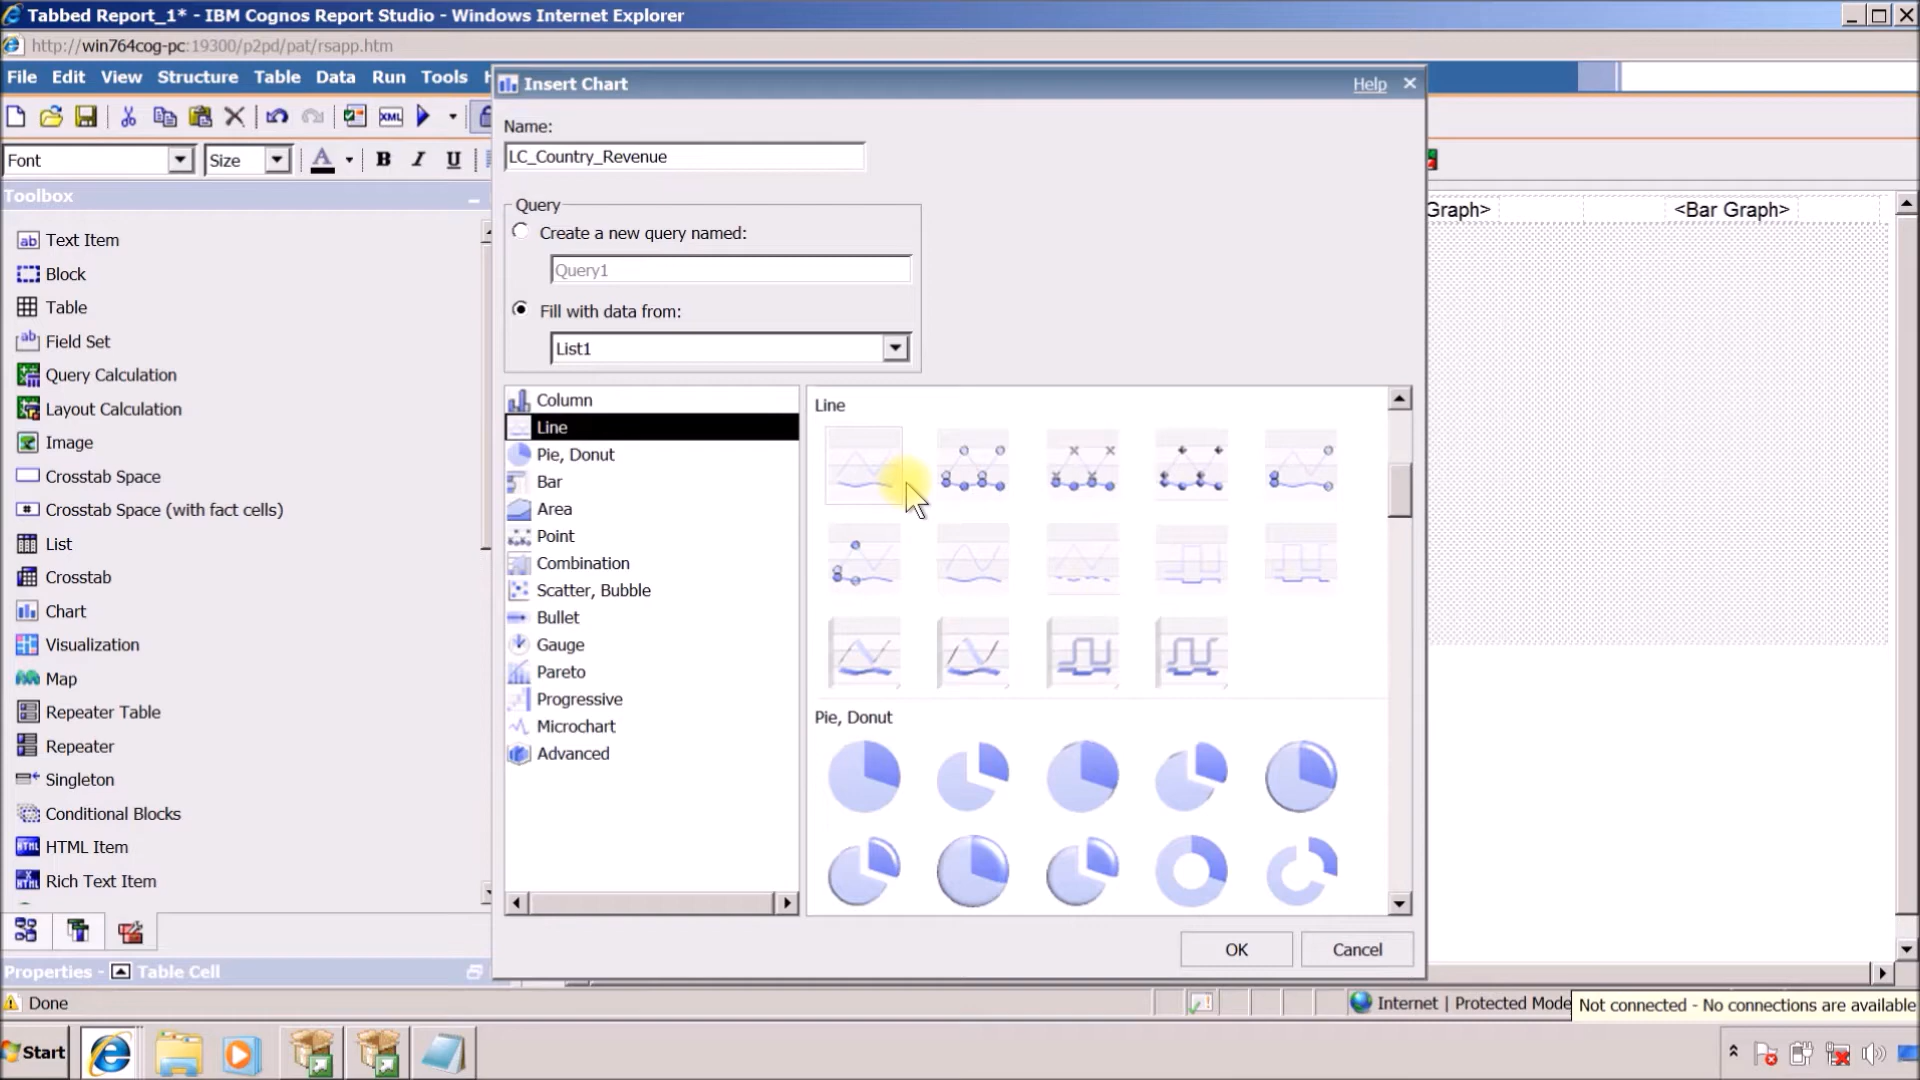 Tabbed Report_1* - IBM Cognos Report Studio - Windows Internet Explorer
http://win764cog-pc:19300/p2pd/pat/rsapp.htm
File Edit View Structure Table Data Run Tools
Insert Chart
Help
Name:
LC_Country_Revenue
Font
Size
Query
Create a new query named:
Query1
Fill with data from:
List1
Toolbox
Text Item
Block
Table
Field Set
Query Calculation
Layout Calculation
Image
Crosstab Space
Crosstab Space (with fact cells)
List
Crosstab
Chart
Visualization
Map
Repeater Table
Repeater
Singleton
Conditional Blocks
HTML Item
Rich Text Item
Column
Line
Pie, Donut
Bar
Area
Point
Combination
Scatter, Bubble
Bullet
Gauge
Pareto
Progressive
Microchart
Advanced
Line
Pie, Donut
Graph>
<Bar Graph>
OK
Cancel
Properties - Table Cell
Done
Internet | Protected Mode
Not connected - No connections are available
Start